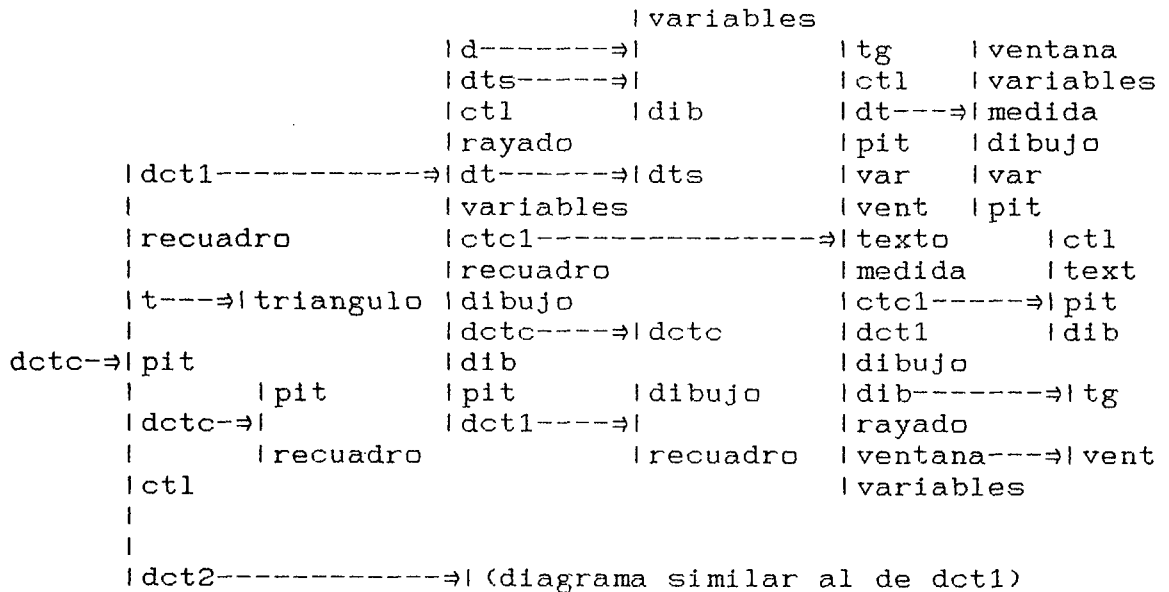 |variables
                            |d--------⇒|             |tg    |ventana
                            |dts------⇒|             |ctl   |variables
                            |ctl       |dib          |dt---⇒|medida
                            |rayado                  |pit   |dibujo
        |dct1--------------⇒|dt-------⇒|dts          |var   |var
        |                   |variables               |vent  |pit
        |recuadro           |ctc1-------------------⇒|texto      |ctl
        |                   |recuadro                |medida     |text
        |t---⇒|triangulo    |dibujo                  |ctc1------⇒|pit
        |                   |dctc-----⇒|dctc         |dct1       |dib
dctc-⇒|pit                  |dib                     |dibujo
        |       |pit        |pit       |dibujo       |dib--------⇒|tg
        |dctc-⇒|            |dct1-----⇒|             |rayado
        |       |recuadro              |recuadro     |ventana----⇒|vent
        |ctl                                         |variables
        |
        |
        |dct2--------------⇒|(diagrama similar al de dct1)